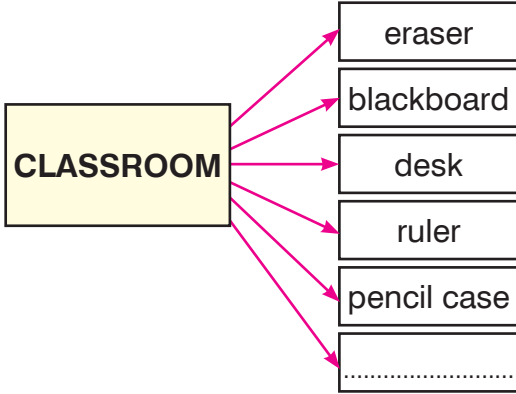 CLASSROOM
eraser
blackboard
desk
ruler
pencil case
...........................